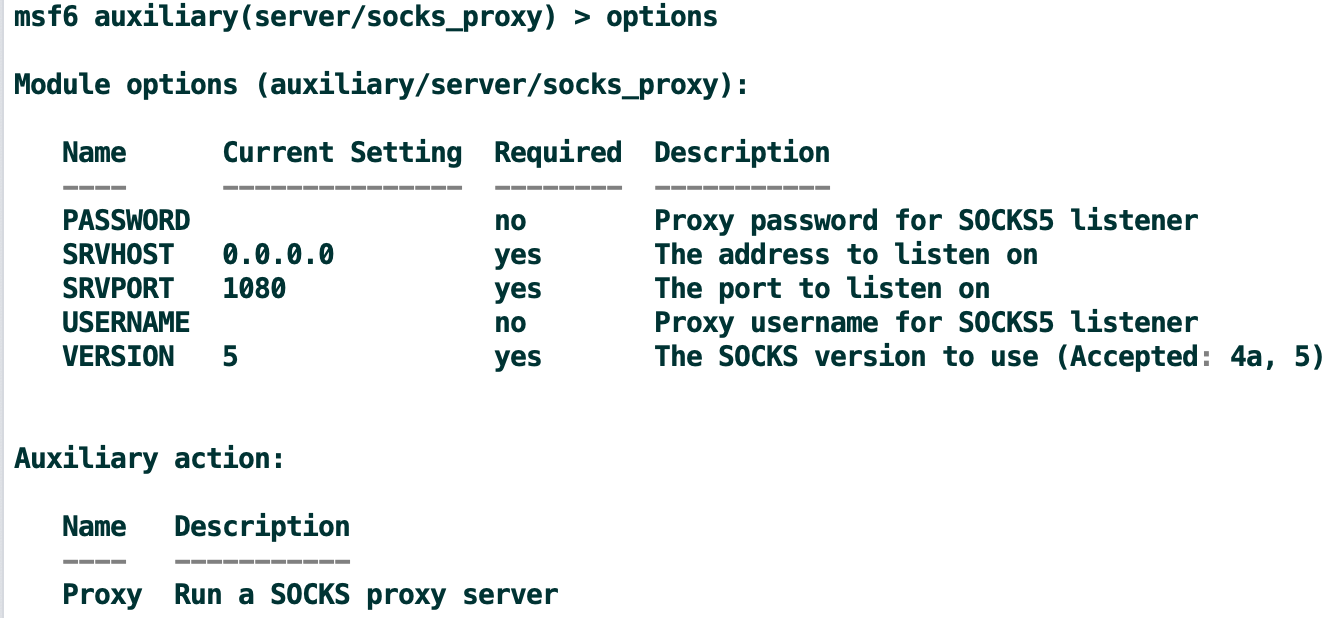 msf6 auxiliary(server/socks_proxy) > options
Module options (auxiliary/server/socks_proxy):
   Name      Current Setting  Required  Description
   ----      ---------------  --------  -----------
   PASSWORD                   no        Proxy password for SOCKS5 listener
   SRVHOST   0.0.0.0          yes       The address to listen on
   SRVPORT   1080             yes       The port to listen on
   USERNAME                   no        Proxy username for SOCKS5 listener
   VERSION   5                yes       The SOCKS version to use (Accepted: 4a, 5)
Auxiliary action:
   Name   Description
   ----   -----------
   Proxy  Run a SOCKS proxy server